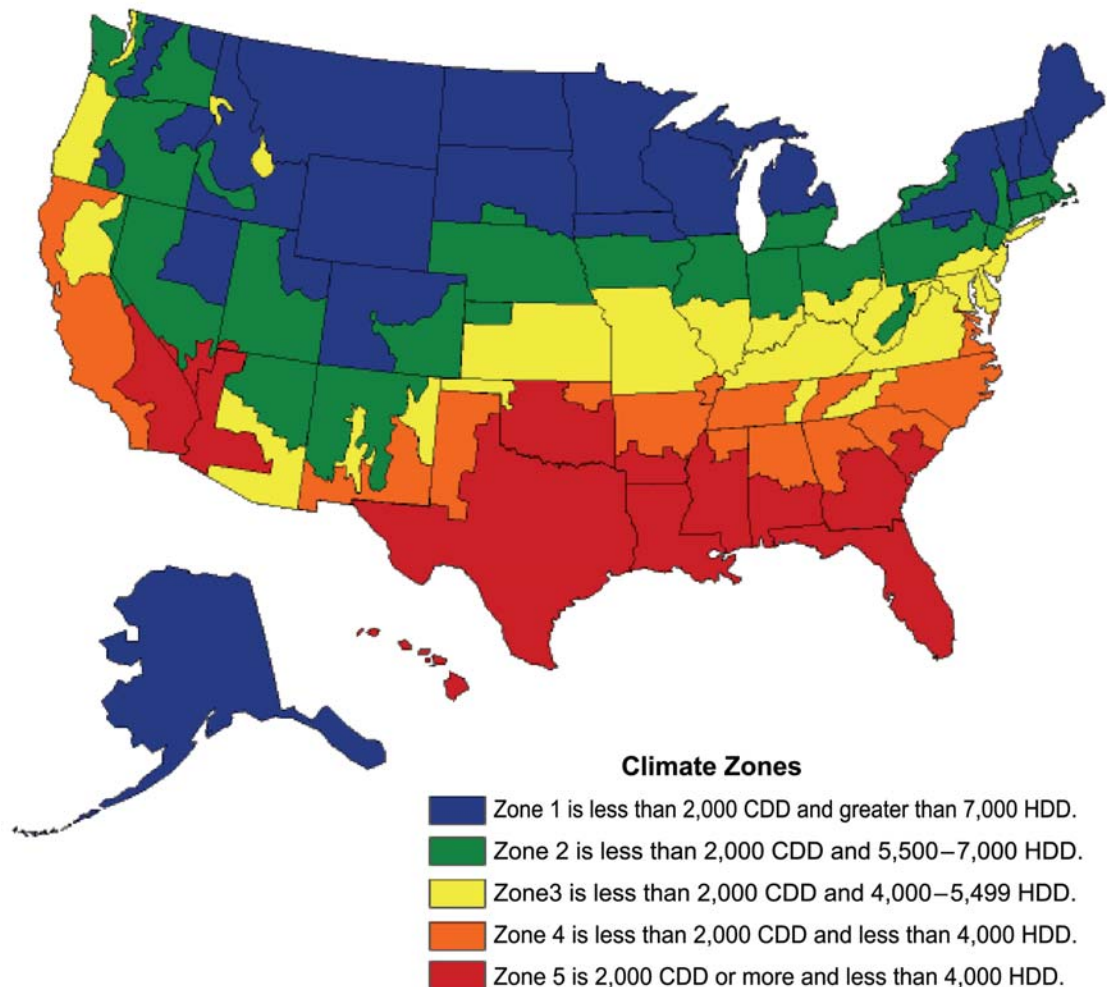 Climate Zones
Zone 1 is less than 2,000 CDD and greater than 7,000 HDD.
Zone 2 is less than 2,000 CDD and 5,500–7,000 HDD.
Zone3 is less than 2,000 CDD and 4,000–5,499 HDD.
Zone 4 is less than 2,000 CDD and less than 4,000 HDD.
Zone 5 is 2,000 CDD or more and less than 4,000 HDD.